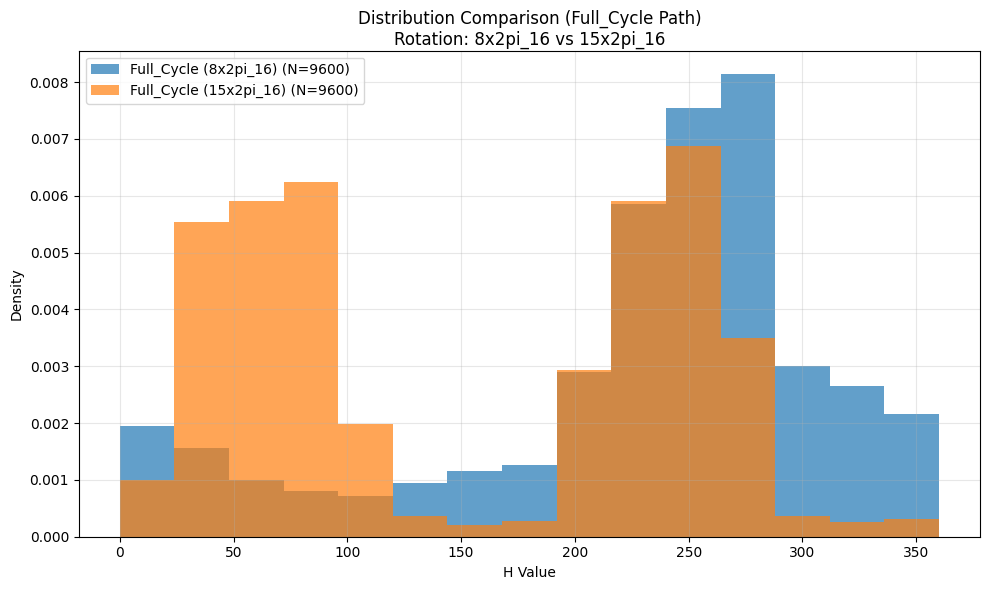 Distribution Comparison (Full_Cycle Path)
Rotation: 8x2pi_16 vs 15x2pi_16
Full_Cycle (8x2pi_16) (N=9600)
Full_Cycle (15x2pi_16) (N=9600)
0.008
0.007
0.006
0.005
0.004
0.003
0.002
0.001
0.000
Density
0 50 100 150 200 250 300 350
H Value